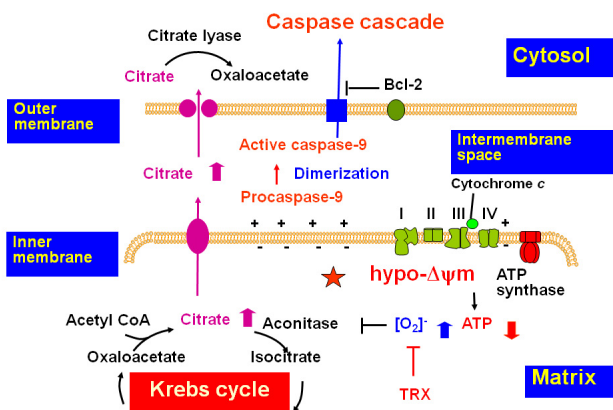 Caspase cascade
Citrate lyase
Cytosol
Citrate
Oxaloacetate
Bcl-2
Outer
membrane
Active caspase-9
Intermembrane
space
Citrate
Dimerization
Procaspase-9
Cytochrome c
I II III IV
+ + + + +
Inner
membrane
- - - - -
hypo-Δψm
ATP
synthase
Acetyl CoA
Citrate
Aconitase
[O₂]-
ATP
Oxaloacetate
Isocitrate
Krebs cycle
TRX
Matrix